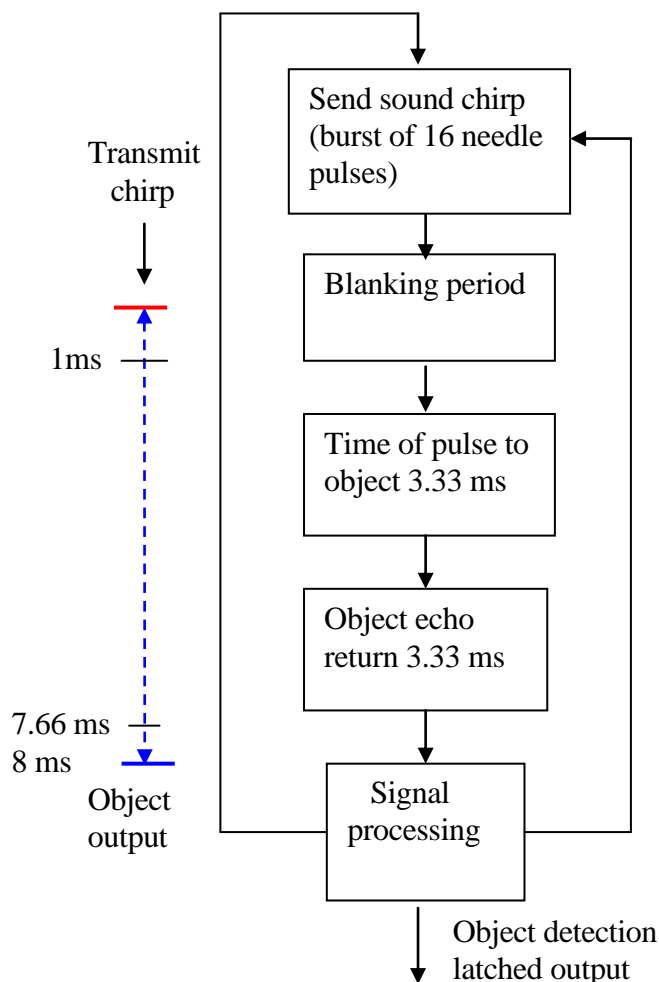 Send sound chirp
(burst of 16 needle
pulses)
Transmit
chirp
Blanking period
1ms
Time of pulse to
object 3.33 ms
Object echo
return 3.33 ms
7.66 ms
8 ms
Object
output
Signal
processing
Object detection
latched output